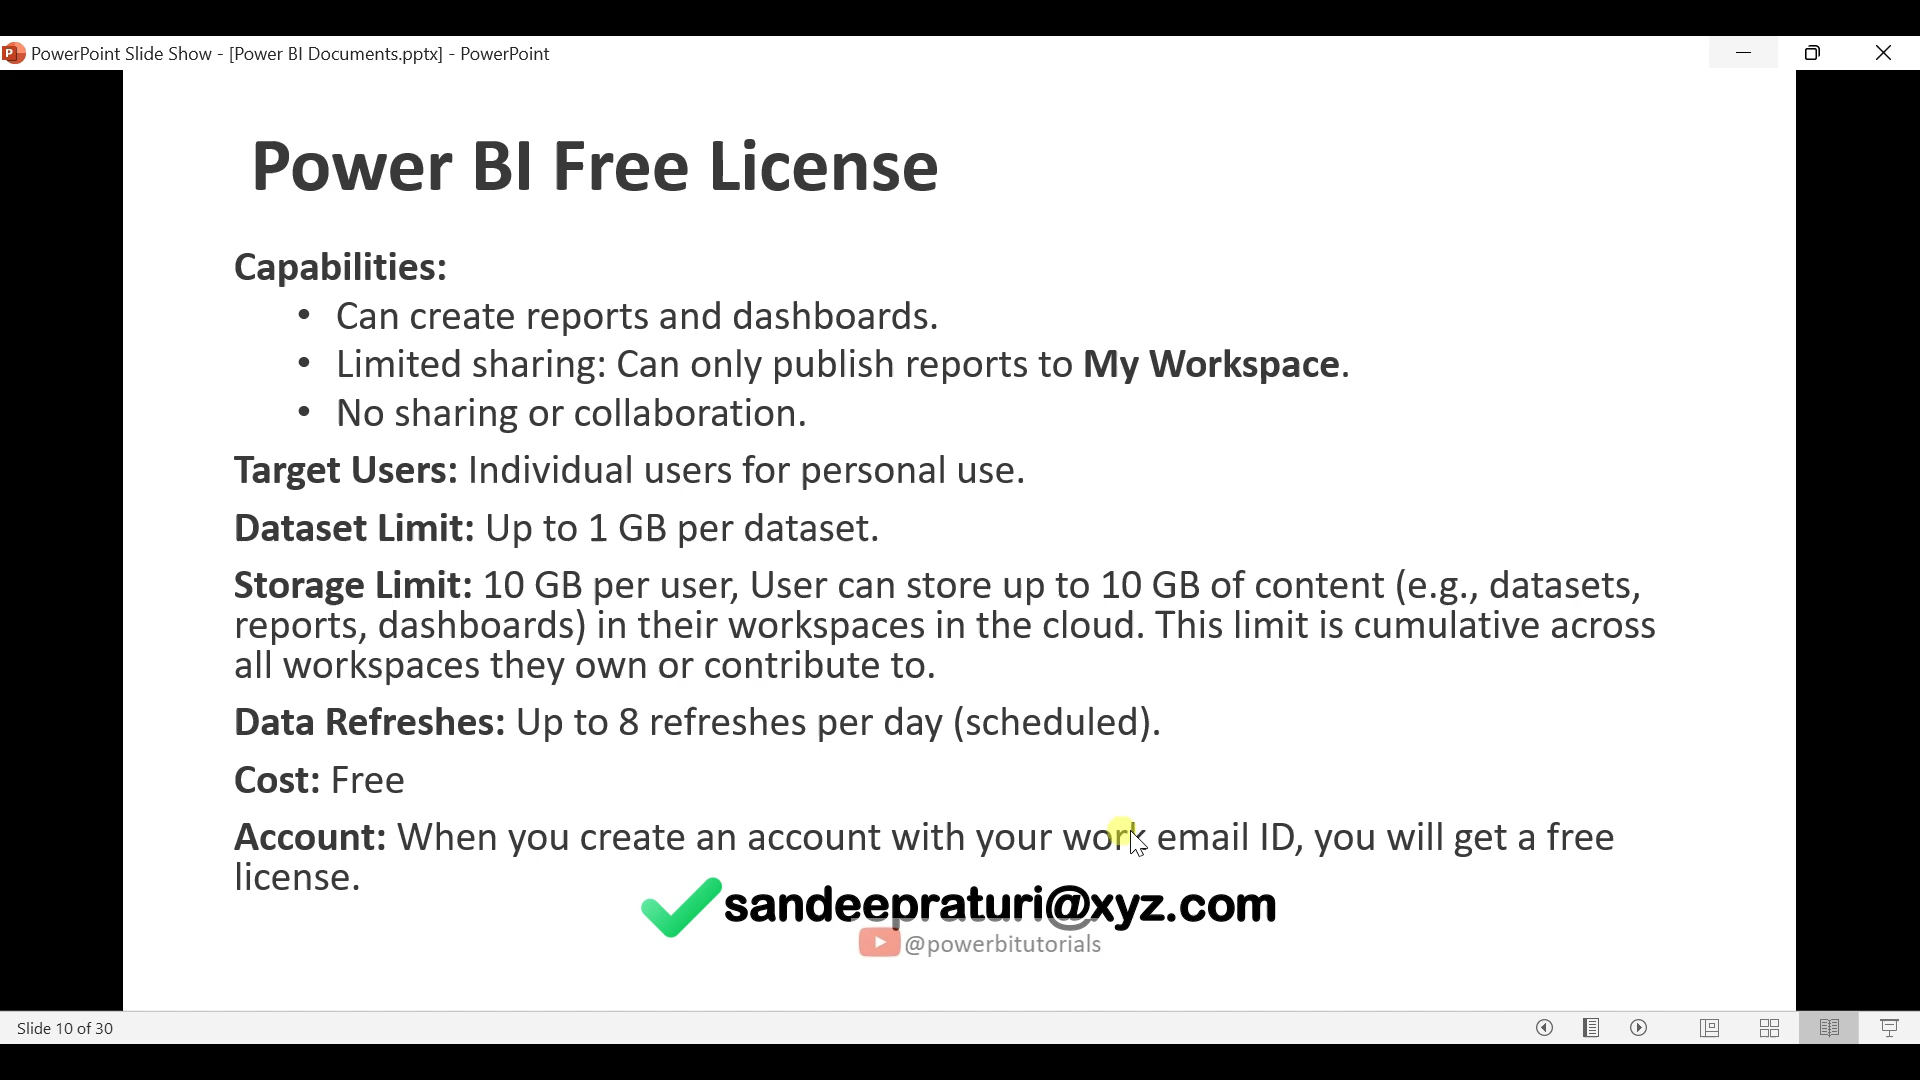 PowerPoint Slide Show - [Power BI Documents.pptx] - PowerPoint
Power BI Free License
Capabilities:
• Can create reports and dashboards.
• Limited sharing: Can only publish reports to My Workspace.
• No sharing or collaboration.
Target Users: Individual users for personal use.
Dataset Limit: Up to 1 GB per dataset.
Storage Limit: 10 GB per user, User can store up to 10 GB of content (e.g., datasets,
reports, dashboards) in their workspaces in the cloud. This limit is cumulative across
all workspaces they own or contribute to.
Data Refreshes: Up to 8 refreshes per day (scheduled).
Cost: Free
Account: When you create an account with your work email ID, you will get a free
license.
sandeepraturi@xyz.com
@powerbitutorials
Slide 10 of 30